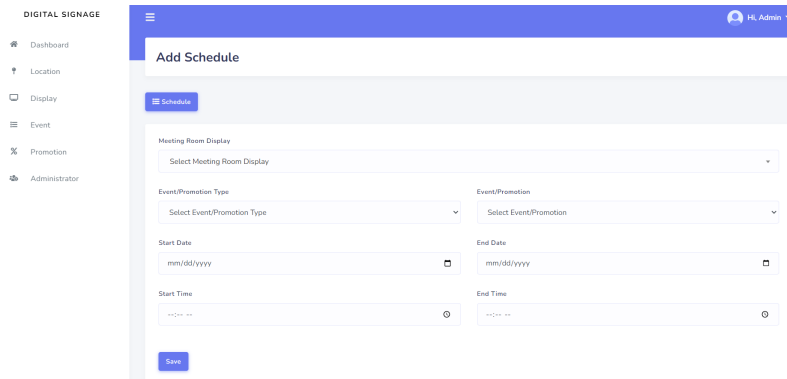 DIGITAL SIGNAGE
Hi, Admin
Dashboard
Location
Display
Event
Promotion
Administrator
Add Schedule
Schedule
Meeting Room Display
Select Meeting Room Display
Event/Promotion Type
Event/Promotion
Select Event/Promotion Type
Select Event/Promotion
Start Date
End Date
mm/dd/yyyy
mm/dd/yyyy
Start Time
End Time
--:-- --
--:-- --
Save